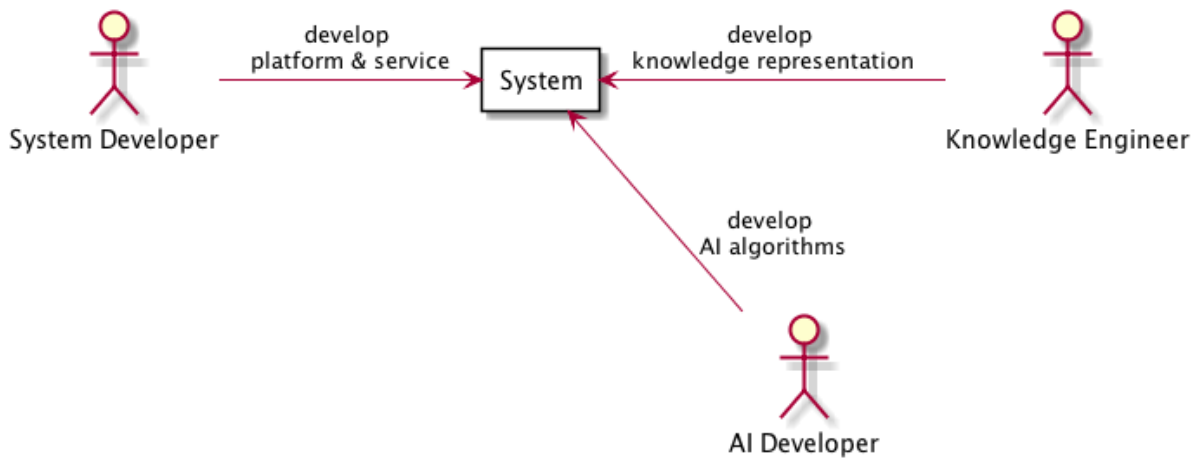 develop
platform & service
System
develop
knowledge representation
System Developer
Knowledge Engineer
develop
AI algorithms
AI Developer